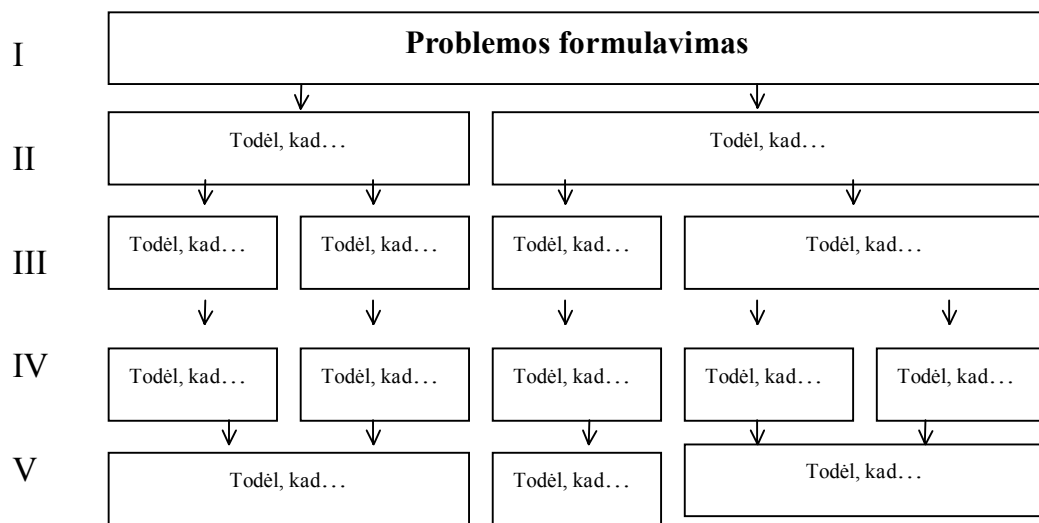 I
Problemos formulavimas
II
Todėl, kad…
Todėl, kad…
III
Todėl, kad…
Todėl, kad…
Todėl, kad…
Todėl, kad…
IV
Todėl, kad…
Todėl, kad…
Todėl, kad…
Todėl, kad…
Todėl, kad…
V
Todėl, kad…
Todėl, kad…
Todėl, kad…